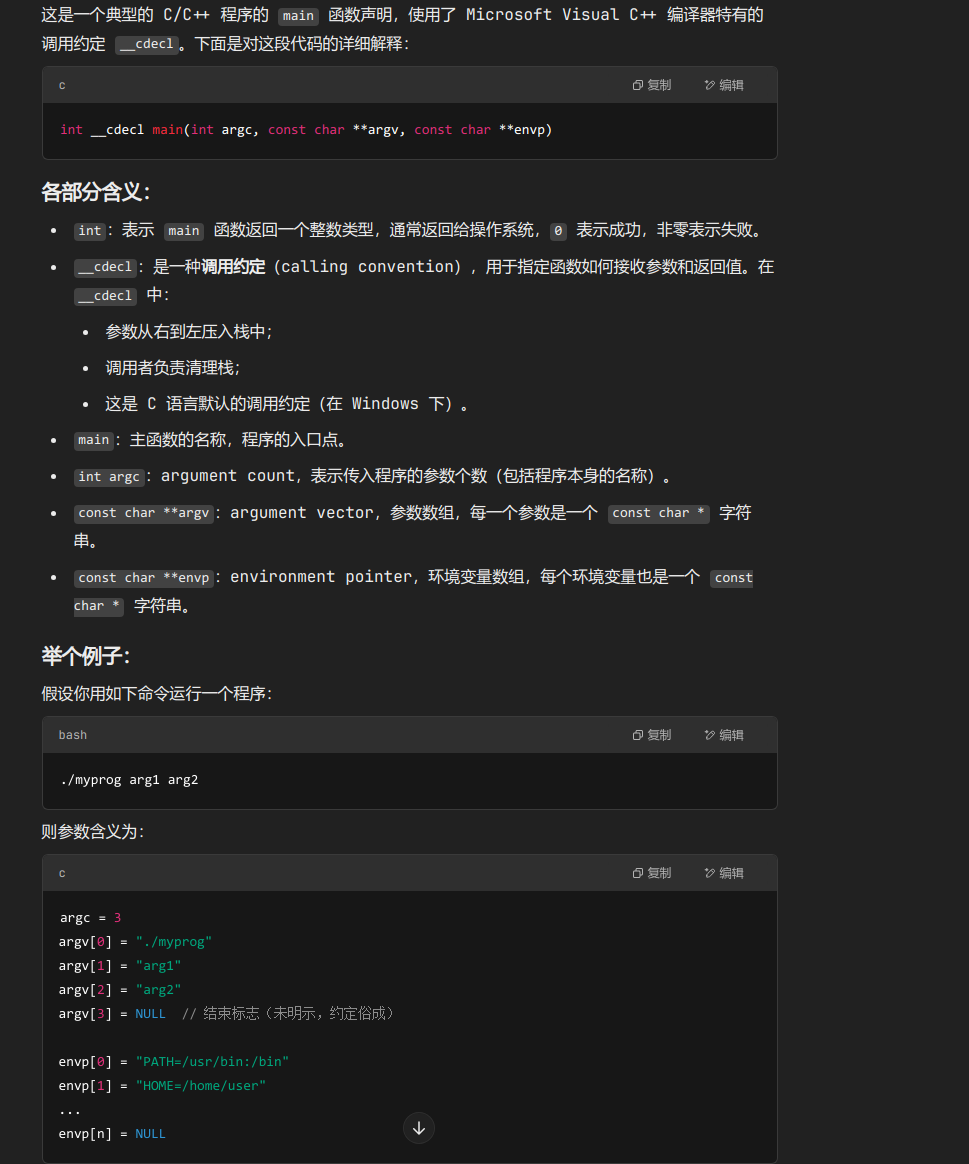 这是一个典型的 C/C++ 程序的 main 函数声明，使用了 Microsoft Visual C++ 编译器特有的
调用约定 __cdecl。下面是对这段代码的详细解释：
c 复制 编辑
int __cdecl main(int argc, const char **argv, const char **envp)
各部分含义：
int：表示 main 函数返回一个整数类型，通常返回给操作系统，0 表示成功，非零表示失败。
__cdecl：是一种调用约定（calling convention），用于指定函数如何接收参数和返回值。在
__cdecl 中：
参数从右到左压入栈中；
调用者负责清理栈；
这是 C 语言默认的调用约定（在 Windows 下）。
main：主函数的名称，程序的入口点。
int argc：argument count，表示传入程序的参数个数（包括程序本身的名称）。
const char **argv：argument vector，参数数组，每一个参数是一个 const char * 字符
串。
const char **envp：environment pointer，环境变量数组，每个环境变量也是一个 const
char * 字符串。
举个例子：
假设你用如下命令运行一个程序：
bash 复制 编辑
./myprog arg1 arg2
则参数含义为：
c 复制 编辑
argc = 3
argv[0] = "./myprog"
argv[1] = "arg1"
argv[2] = "arg2"
argv[3] = NULL  // 结束标志（未明示，约定俗成）
envp[0] = "PATH=/usr/bin:/bin"
envp[1] = "HOME=/home/user"
...
envp[n] = NULL